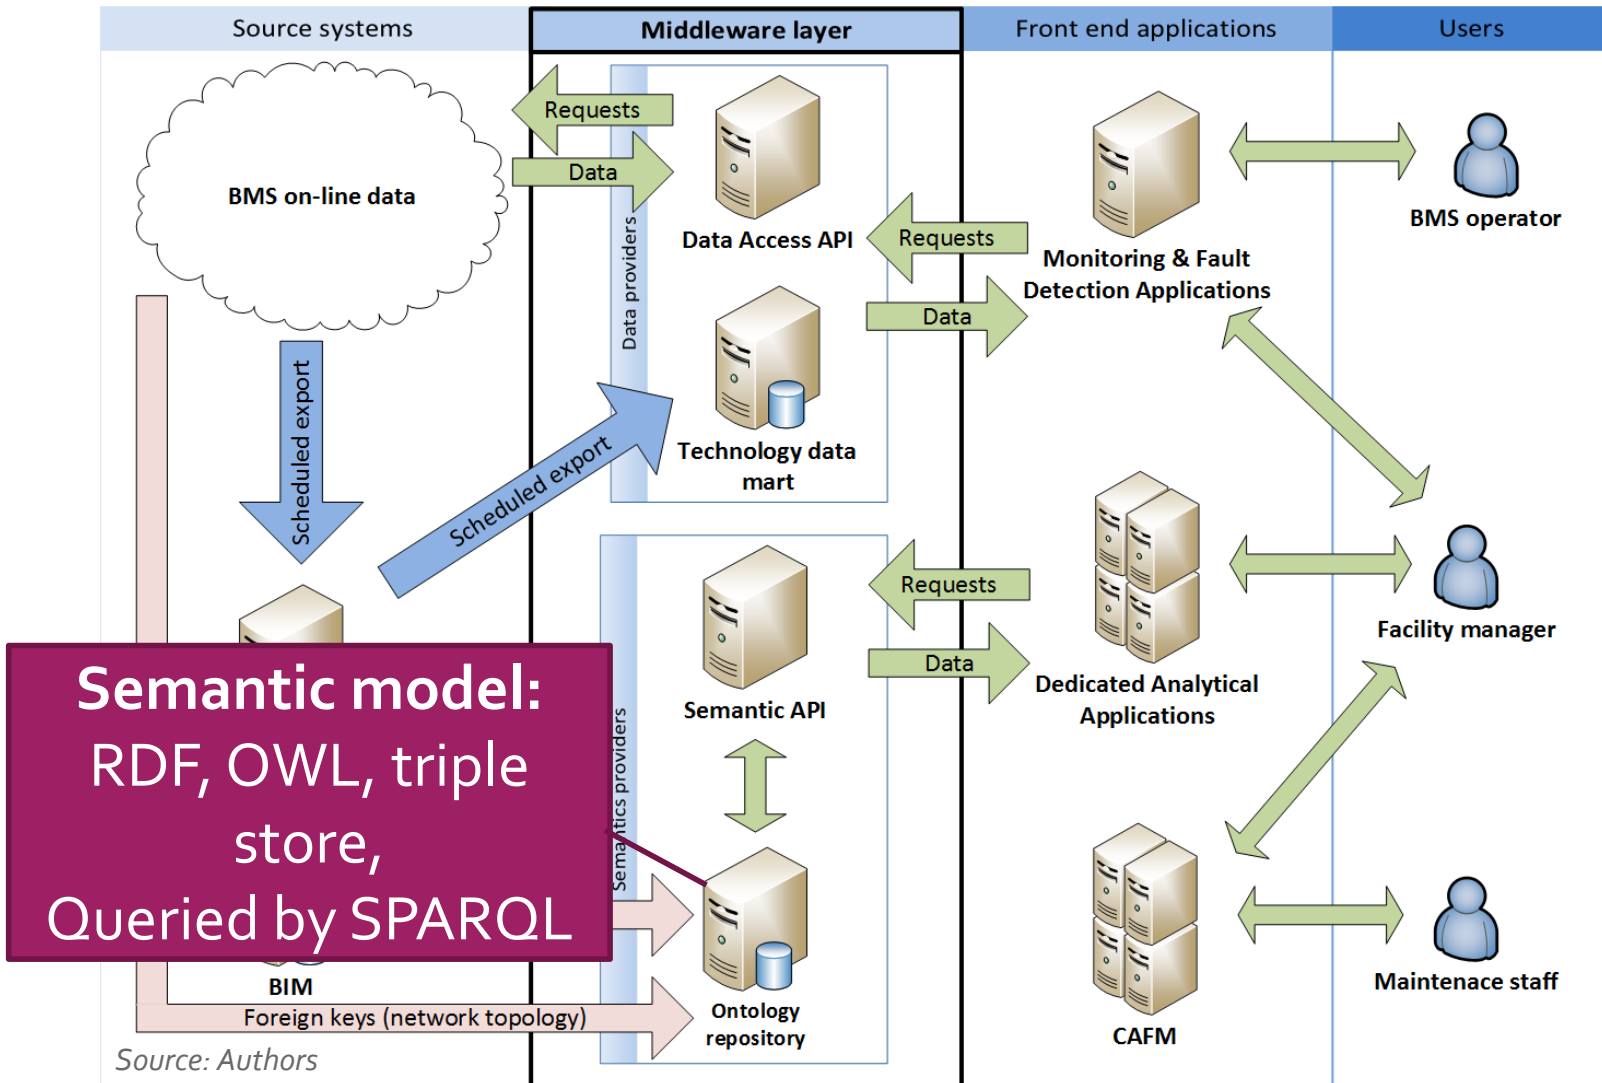 Source systems
Middleware layer
Front end applications
Users
Requests
Data
BMS on-line data
Data providers
Data Access API
Requests
Data
Monitoring & Fault
Detection Applications
BMS operator
Scheduled export
Scheduled export
Technology data
mart
Requests
Data
Semantic API
Dedicated Analytical
Applications
Facility manager
Semantic model:
RDF, OWL, triple
store,
Queried by SPARQL
Semantics providers
BIM
Foreign keys (network topology)
Ontology
repository
CAFM
Maintenace staff
Source: Authors